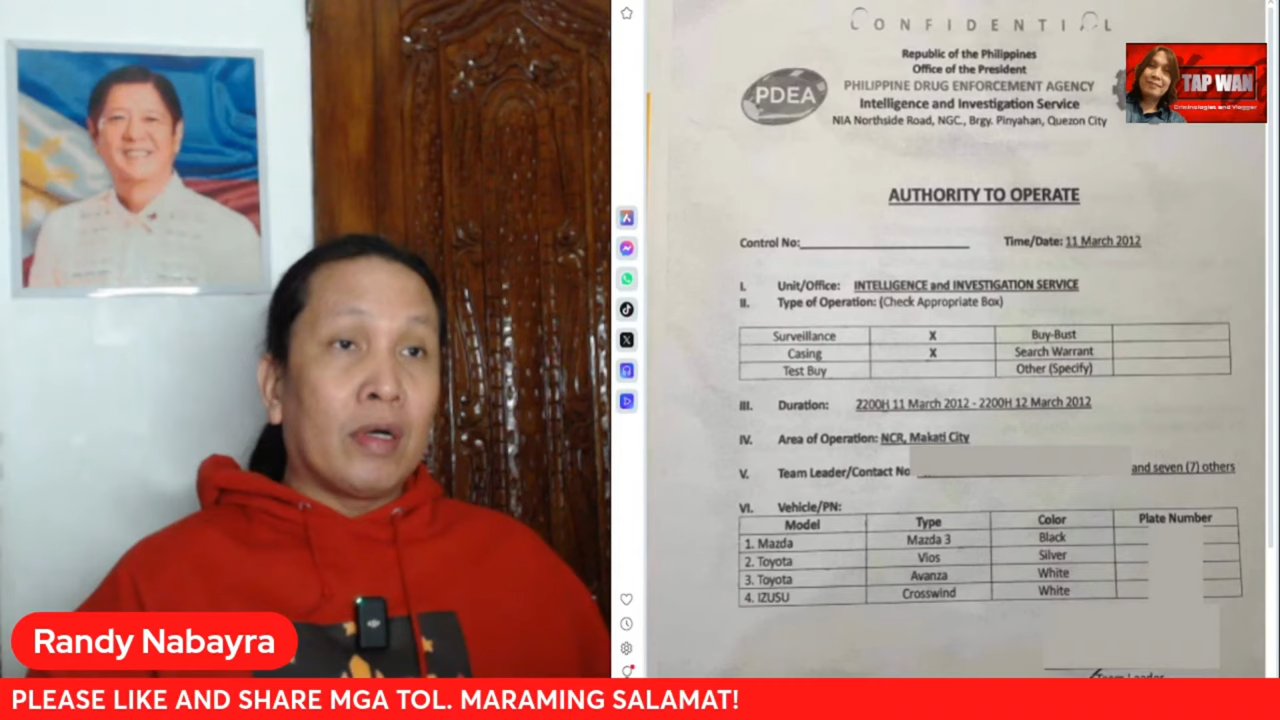 CONFIDENTIAL
Republic of the Philippines
Office of the President
PHILIPPINE DRUG ENFORCEMENT AGENCY
Intelligence and Investigation Service
NIA Northside Road, NGC., Brgy. Pinyahan, Quezon City
PDEA
TAP WAN
Criminologist and Vlogger
AUTHORITY TO OPERATE
Control No: Time/Date: 11 March 2012
I. Unit/Office: INTELLIGENCE and INVESTIGATION SERVICE
II. Type of Operation: (Check Appropriate Box)
Surveillance X Buy-Bust
Casing X Search Warrant
Test Buy Other (Specify)
III. Duration: 2200H 11 March 2012 - 2200H 12 March 2012
IV. Area of Operation: NCR, Makati City
V. Team Leader/Contact No and seven (7) others
VI. Vehicle/PN:
Model Type Color Plate Number
1. Mazda Mazda 3 Black
2. Toyota Vios Silver
3. Toyota Avanza White
4. IZUSU Crosswind White
Team Leader
Randy Nabayra
PLEASE LIKE AND SHARE MGA TOL. MARAMING SALAMAT!